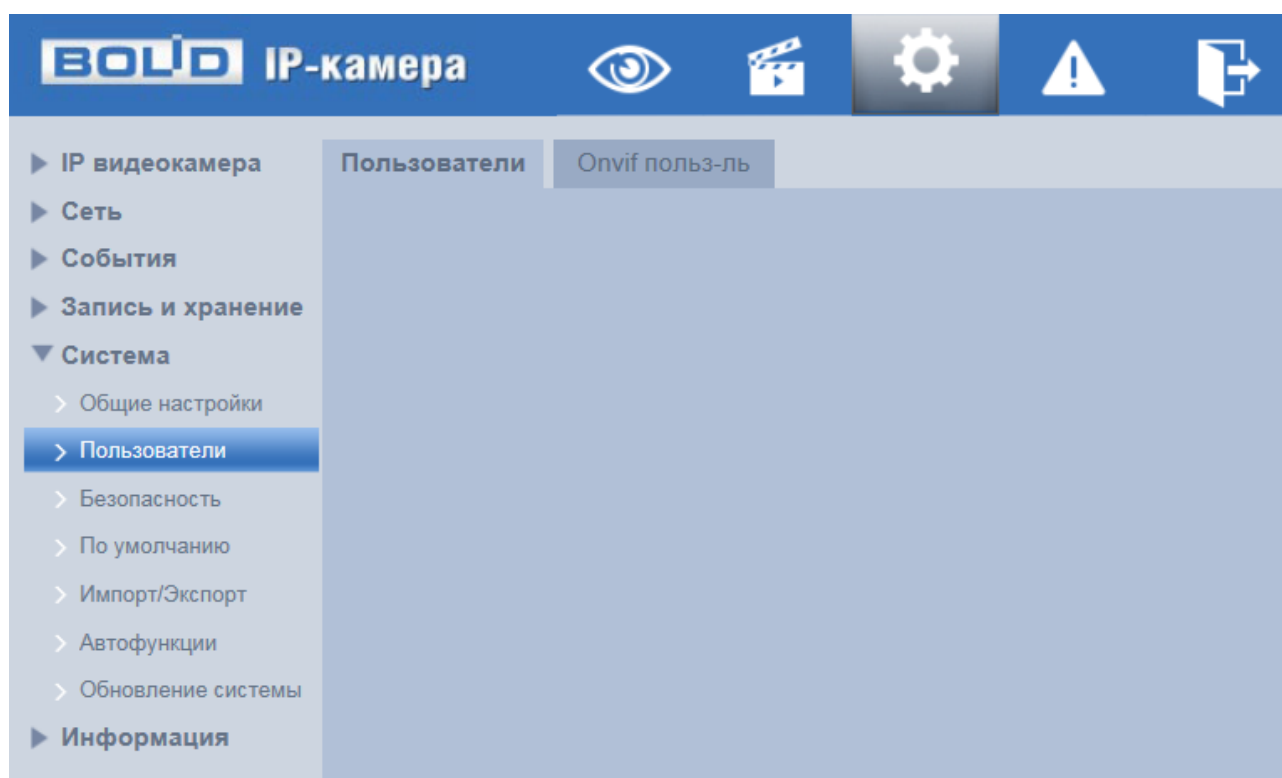 BOLID IP-камера
IP видеокамера
Пользователи
Onvif польз-ль
Сеть
События
Запись и хранение
Система
Общие настройки
Пользователи
Безопасность
По умолчанию
Импорт/Экспорт
Автофункции
Обновление системы
Информация